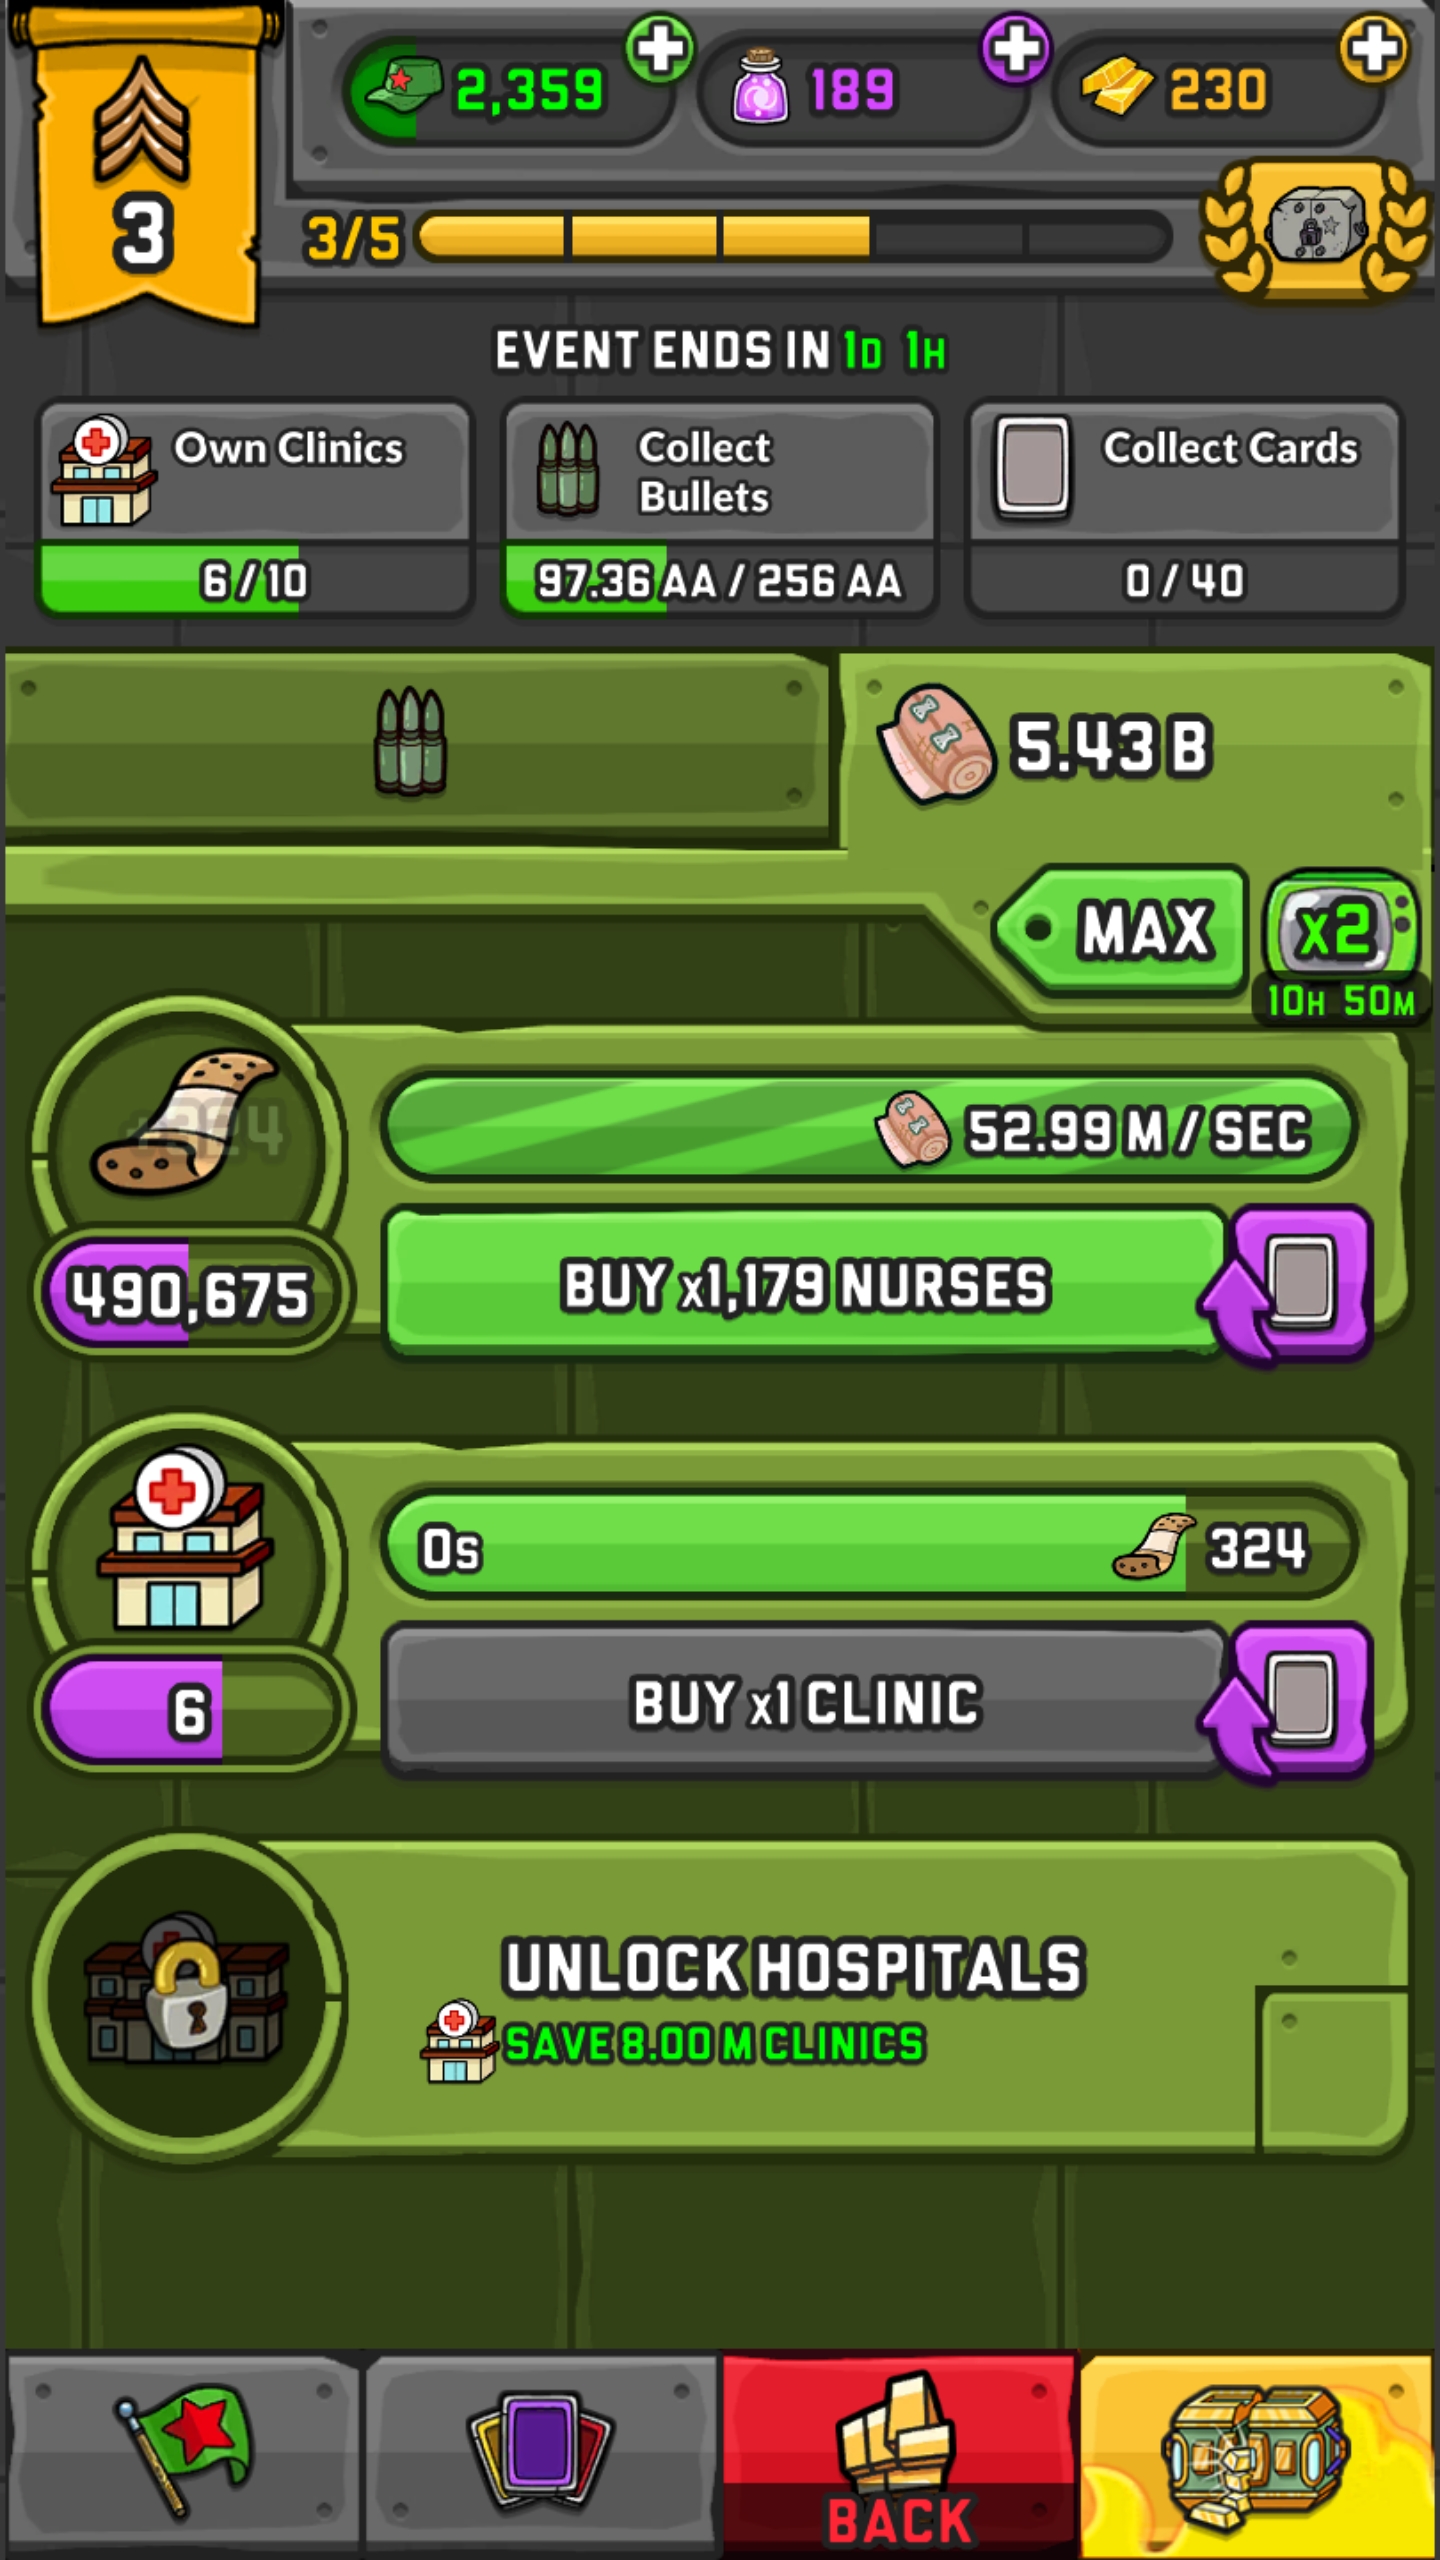 3
2,359
189
230
3/5
EVENT ENDS IN 1D 1H
Own Clinics
6/10
Collect
Bullets
97.36 AA / 256 AA
Collect Cards
0 / 40
5.43 B
MAX
x2
10H 50M
+324
52.99 M / SEC
490,675
BUY x1,179 NURSES
0s
324
6
BUY x1 CLINIC
UNLOCK HOSPITALS
SAVE 8.00 M CLINICS
BACK